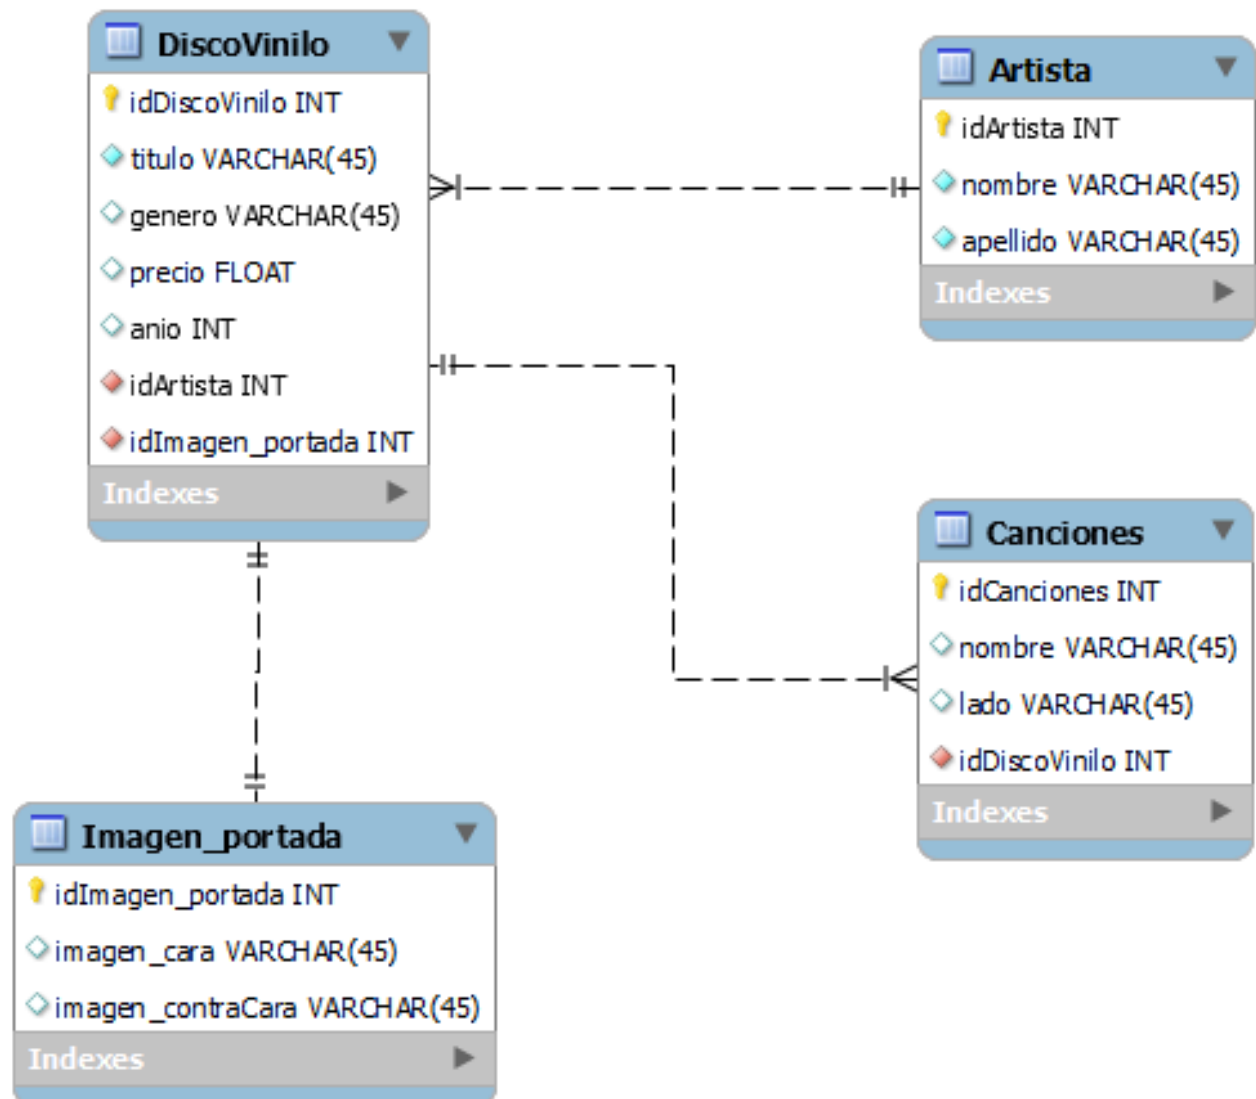 DiscoVinilo
idDiscoVinilo INT
titulo VARCHAR(45)
genero VARCHAR(45)
precio FLOAT
anio INT
idArtista INT
idImagen_portada INT
Indexes
Artista
idArtista INT
nombre VARCHAR(45)
apellido VARCHAR(45)
Indexes
Canciones
idCanciones INT
nombre VARCHAR(45)
lado VARCHAR(45)
idDiscoVinilo INT
Indexes
Imagen_portada
idImagen_portada INT
imagen_cara VARCHAR(45)
imagen_contraCara VARCHAR(45)
Indexes